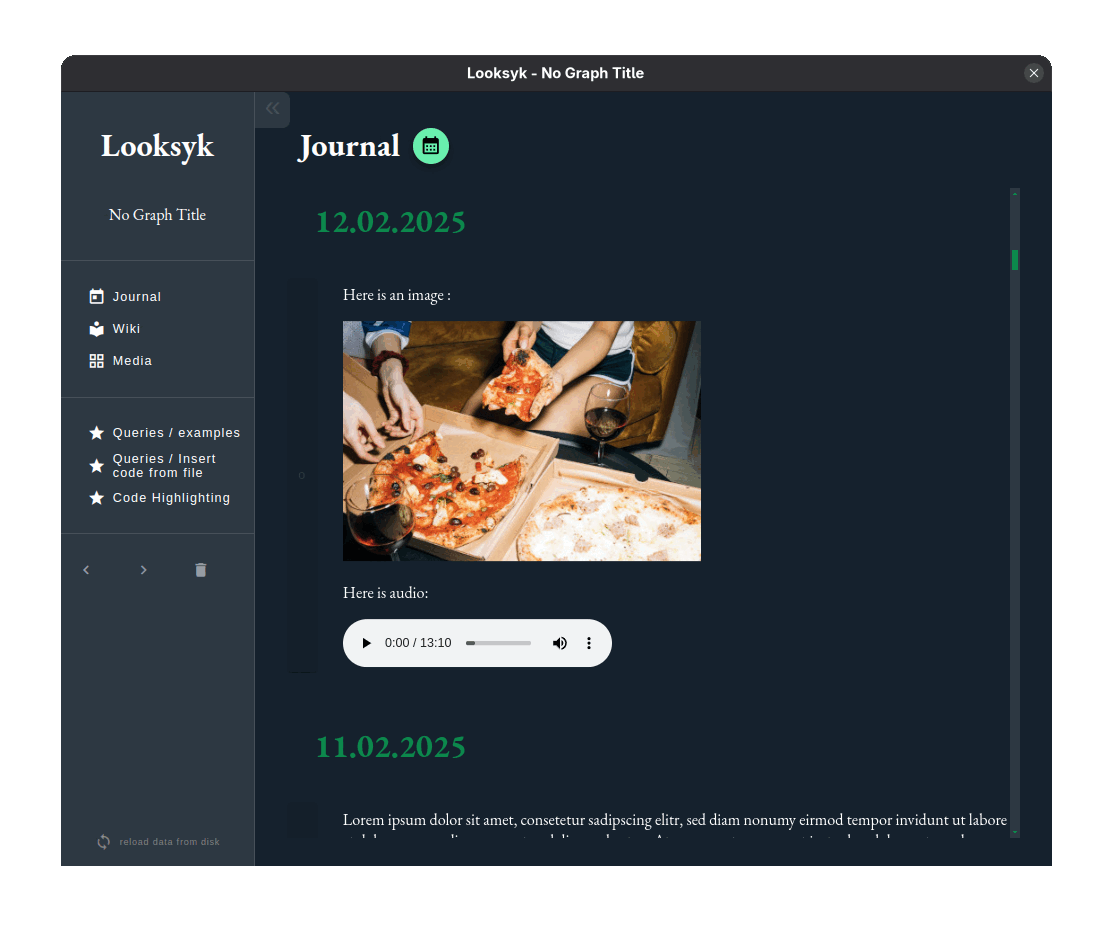 Looksyk - No Graph Title
Looksyk
No Graph Title
Journal
Wiki
Media
Queries / examples
Queries / Insert
code from file
Code Highlighting
reload data from disk
Journal
12.02.2025
Here is an image :
Here is audio:
0:00 / 13:10
11.02.2025
Lorem ipsum dolor sit amet, consetetur sadipscing elitr, sed diam nonumy eirmod tempor invidunt ut labore